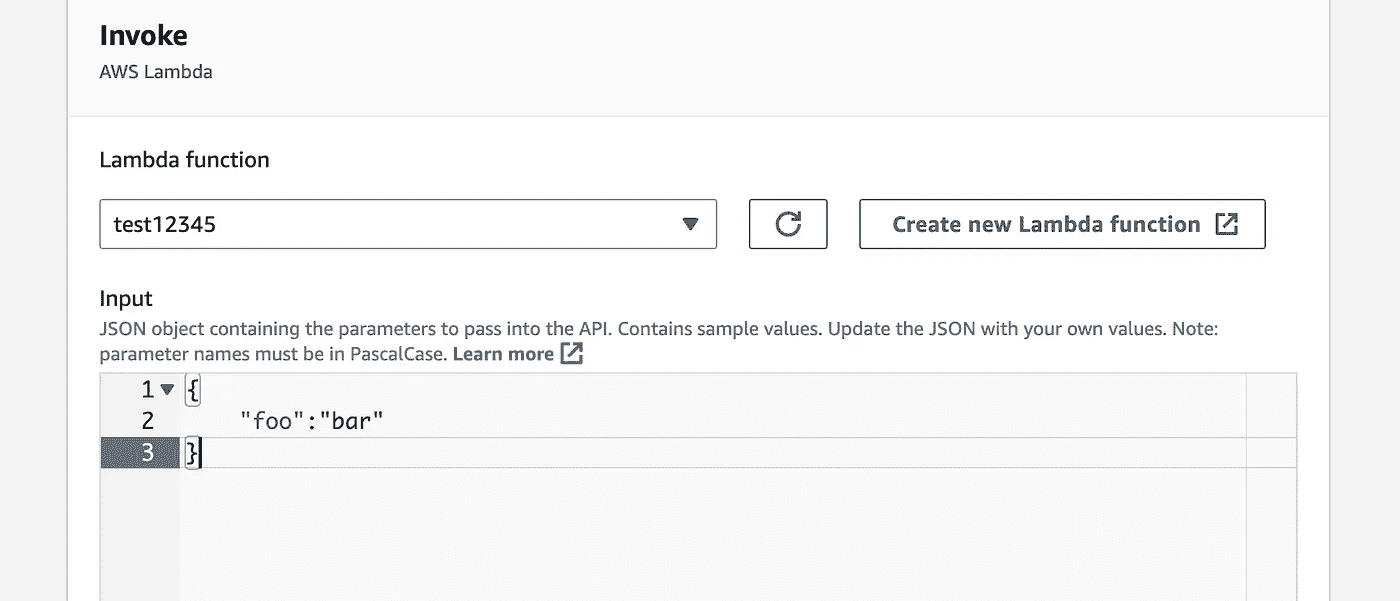 Invoke
AWS Lambda
Lambda function
test12345
Create new Lambda function
Input
JSON object containing the parameters to pass into the API. Contains sample values. Update the JSON with your own values. Note:
parameter names must be in PascalCase. Learn more
1 {
2 "foo":"bar"
3 }